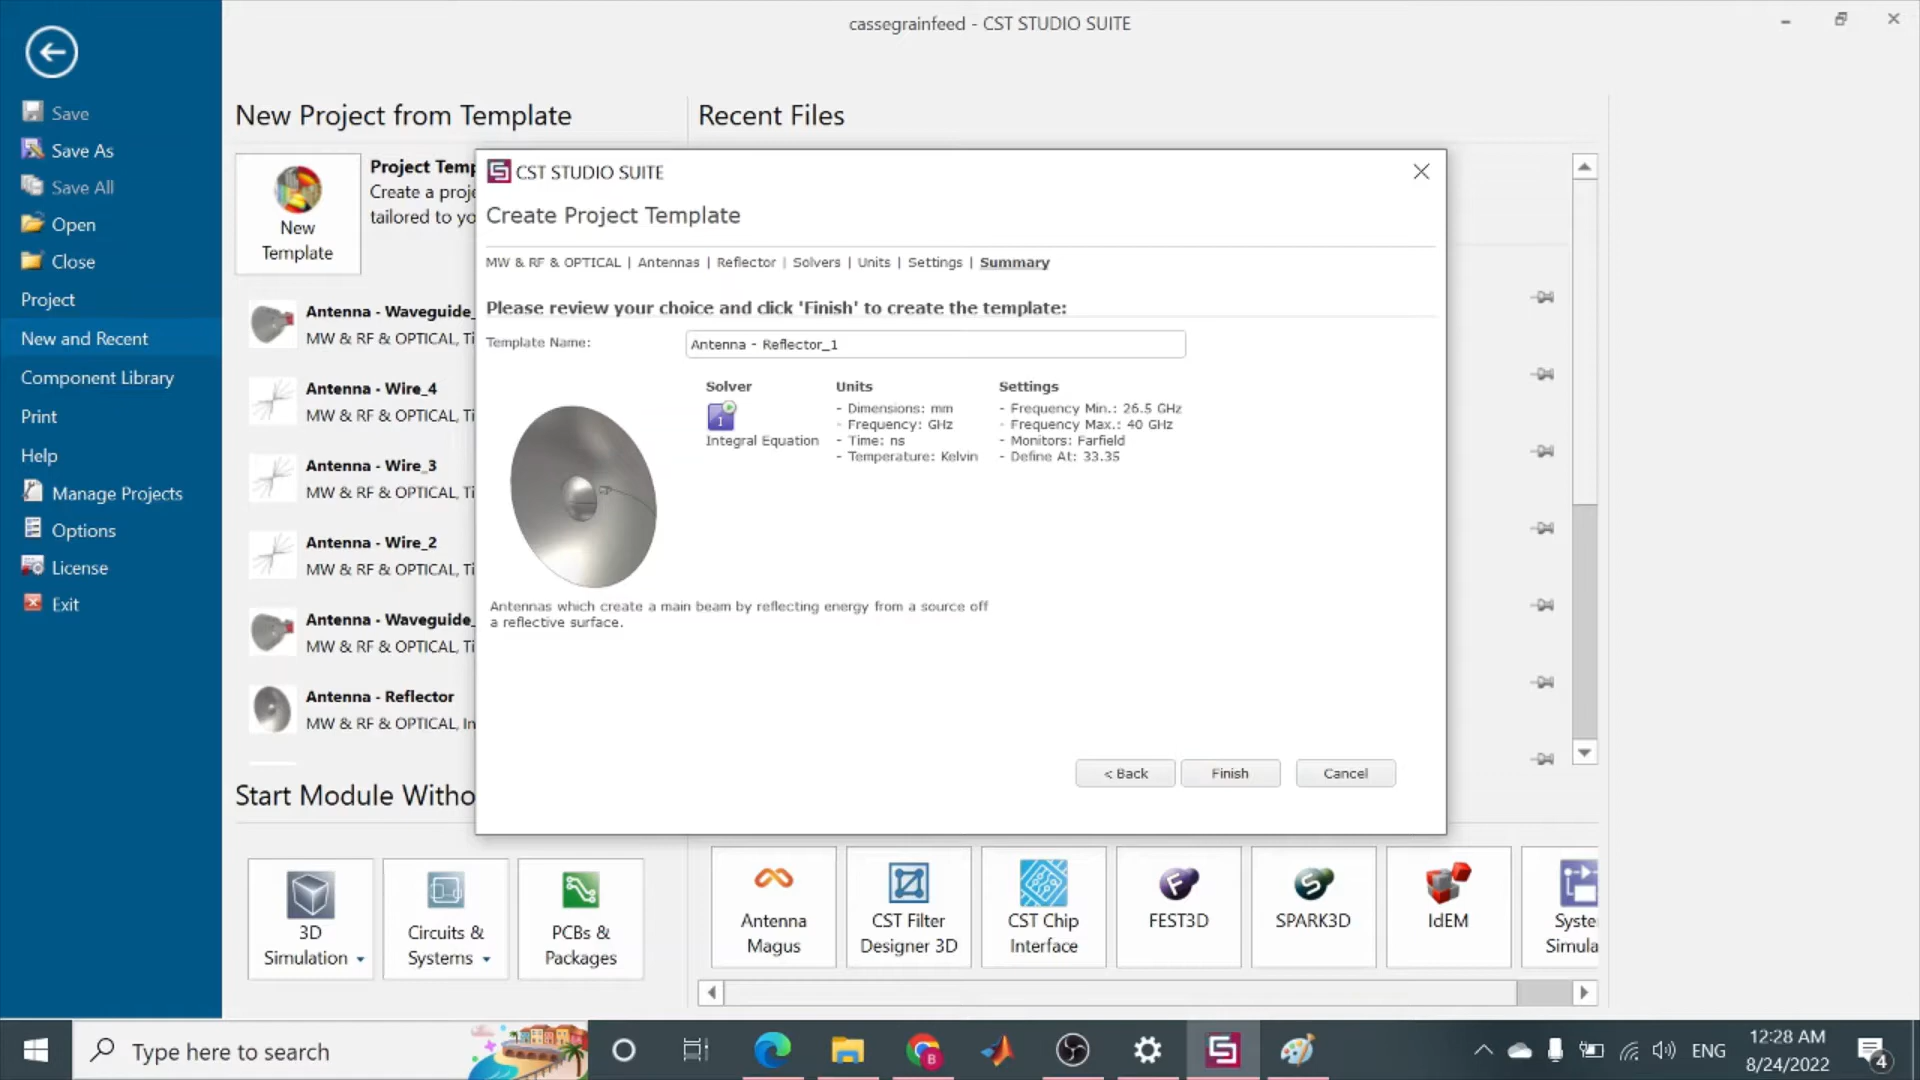 cassegrainfeed - CST STUDIO SUITE
Save
Save As
Save All
Open
Close
Project
New and Recent
Component Library
Print
Help
Manage Projects
Options
License
Exit
New Project from Template
New
Template
Project Temp
Create a proje
tailored to yo
Antenna - Waveguide_
MW & RF & OPTICAL, Ti
Antenna - Wire_4
MW & RF & OPTICAL, Ti
Antenna - Wire_3
MW & RF & OPTICAL, Ti
Antenna - Wire_2
MW & RF & OPTICAL, Ti
Antenna - Waveguide_
MW & RF & OPTICAL, Ti
Antenna - Reflector
MW & RF & OPTICAL, In
Start Module Witho
3D
Simulation
Circuits &
Systems
PCBs &
Packages
Recent Files
CST STUDIO SUITE
Create Project Template
MW & RF & OPTICAL | Antennas | Reflector | Solvers | Units | Settings | Summary
Please review your choice and click 'Finish' to create the template:
Template Name: Antenna - Reflector_1
Solver
Integral Equation
Units
- Dimensions: mm
- Frequency: GHz
- Time: ns
- Temperature: Kelvin
Settings
- Frequency Min.: 26.5 GHz
- Frequency Max.: 40 GHz
- Monitors: Farfield
- Define At: 33.35
Antennas which create a main beam by reflecting energy from a source off
a reflective surface.
< Back Finish Cancel
Antenna
Magus
CST Filter
Designer 3D
CST Chip
Interface
FEST3D
SPARK3D
IdEM
Syste
Simula
Type here to search
ENG
12:28 AM
8/24/2022
4